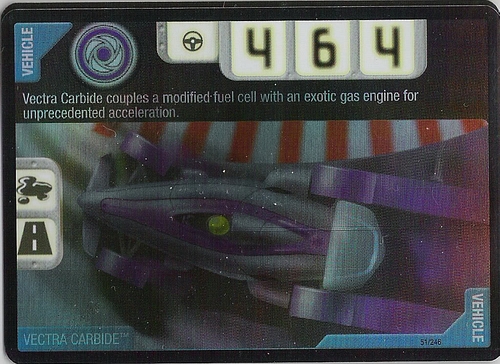 VEHICLE
4 6 4
Vectra Carbide couples a modified fuel cell with an exotic gas engine for
unprecedented acceleration.
VECTRA CARBIDE™
51/246
VEHICLE